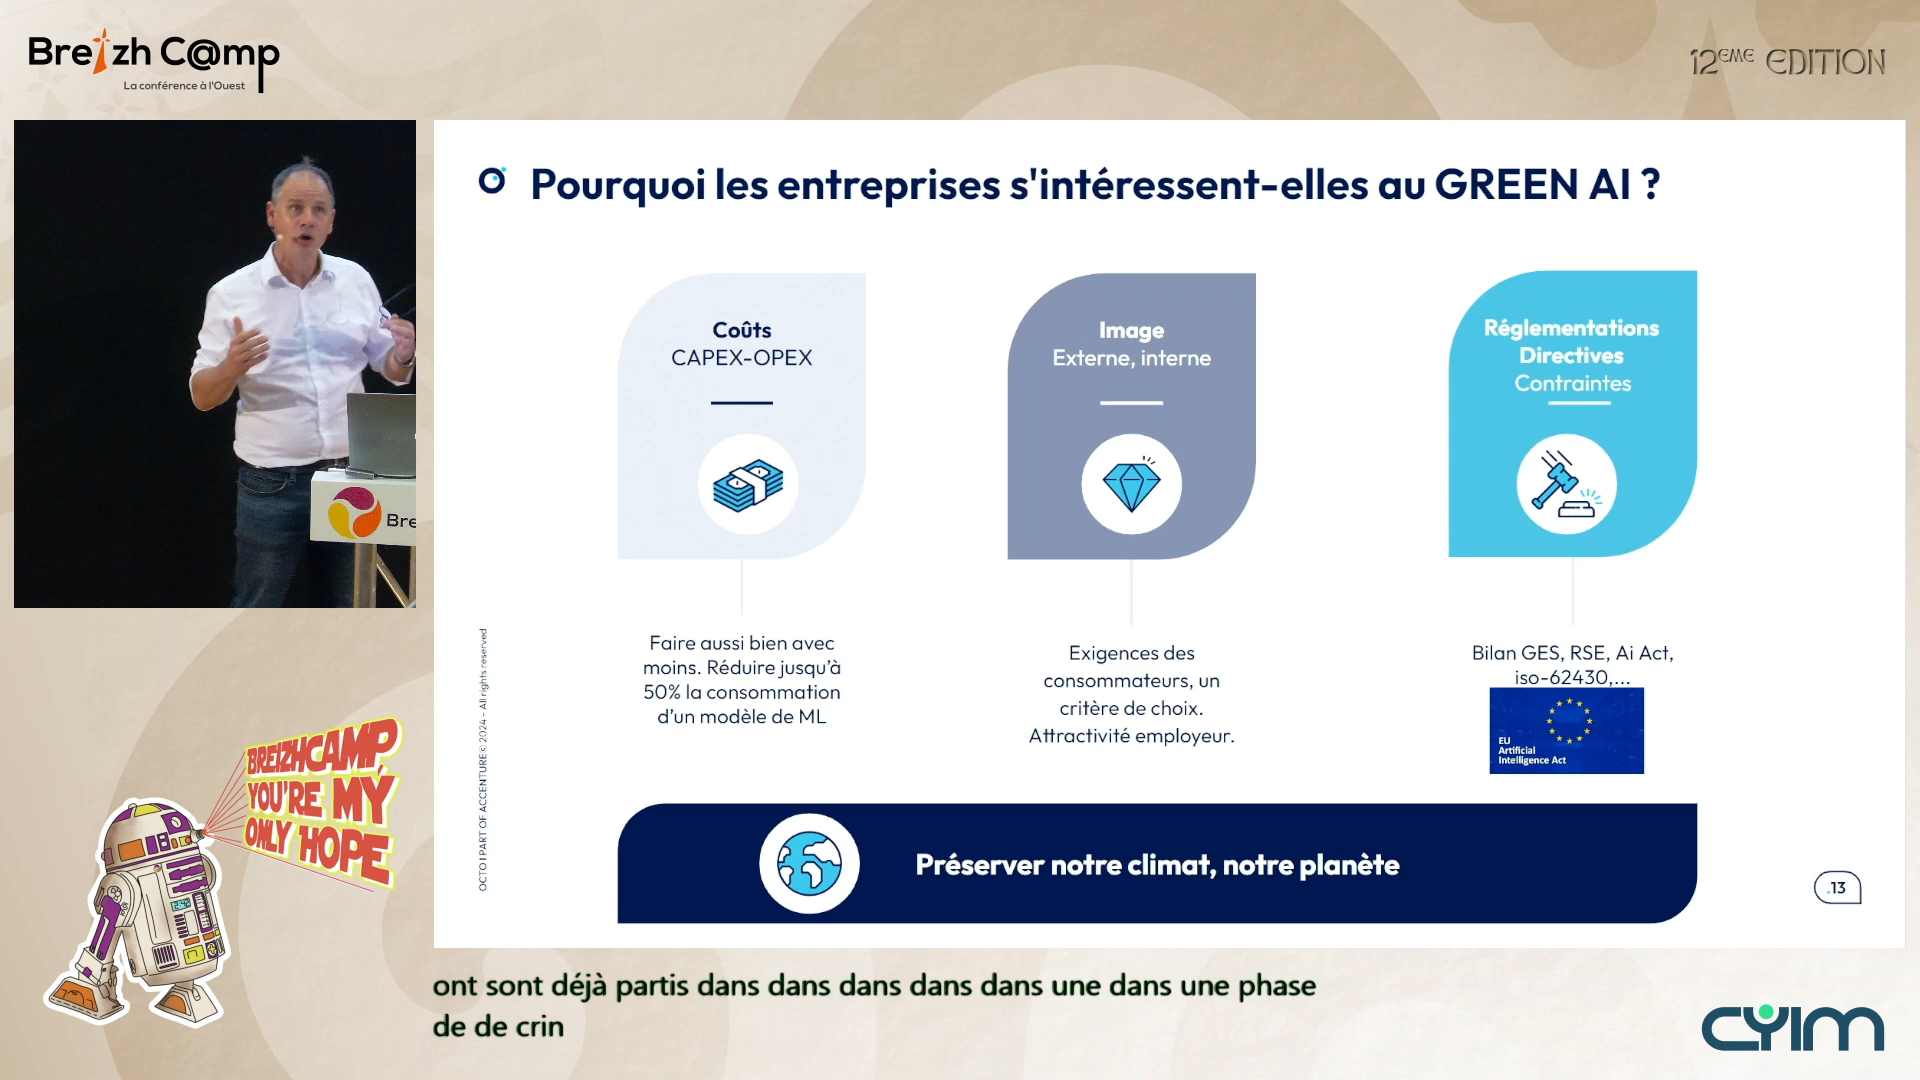 Breizh C@mp
La conférence à l'Ouest
12ÈME EDITION
Pourquoi les entreprises s'intéressent-elles au GREEN AI ?
Coûts
CAPEX-OPEX
Image
Externe, interne
Réglementations
Directives
Contraintes
Faire aussi bien avec
moins. Réduire jusqu'à
50% la consommation
d'un modèle de ML
Exigences des
consommateurs, un
critère de choix.
Attractivité employeur.
Bilan GES, RSE, Ai Act,
iso-62430,...
EU
Artificial
Intelligence Act
Préserver notre climat, notre planète
.13
OCTO I PART OF ACCENTURE © 2024 - All rights reserved
Bre
BREIZHCAMP,
YOU'RE MY
ONLY HOPE
ont sont déjà partis dans dans dans dans dans une dans une phase
de de crin
CYIM